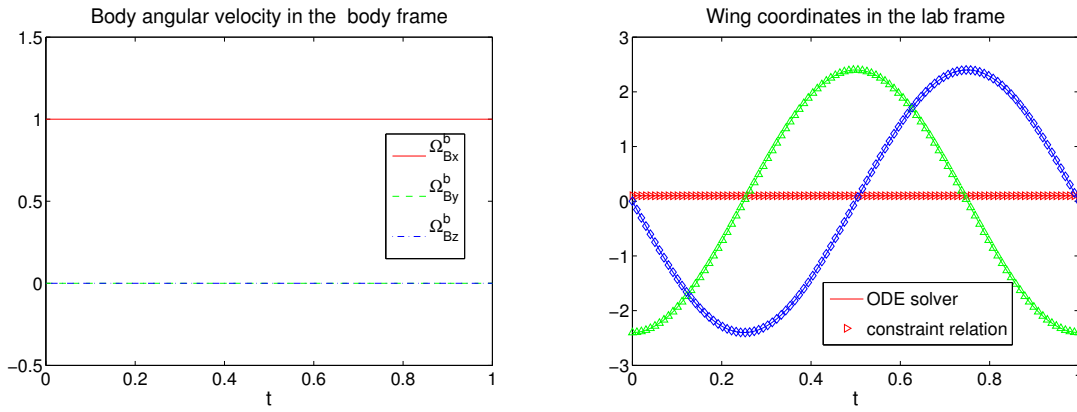 Body angular velocity in the body frame
1.5
1
0.5
0
−0.5
0
0.2
0.4
0.6
0.8
1
t
Ω^b_Bx
Ω^b_By
Ω^b_Bz
Wing coordinates in the lab frame
3
2
1
0
−1
−2
−3
0
0.2
0.4
0.6
0.8
1
t
ODE solver
constraint relation